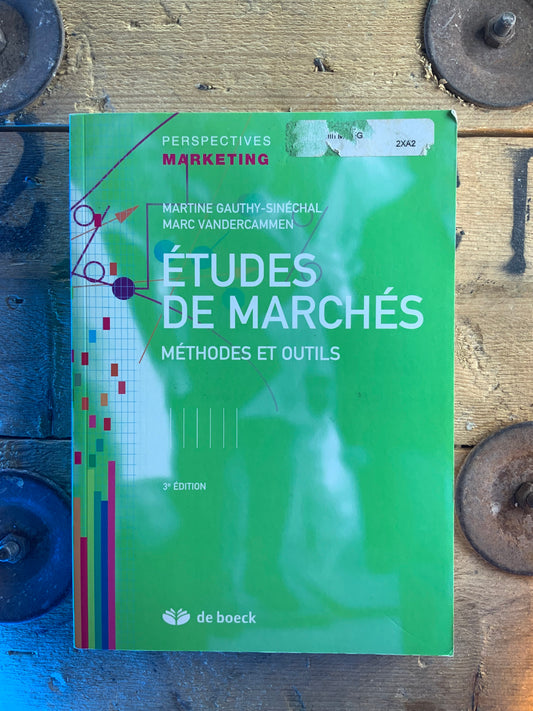 PERSPECTIVES
MARKETING
2XA2
MARTINE GAUTHY-SINÉCHAL
MARC VANDERCAMMEN
ÉTUDES
DE MARCHÉS
MÉTHODES ET OUTILS
3e ÉDITION
de boeck